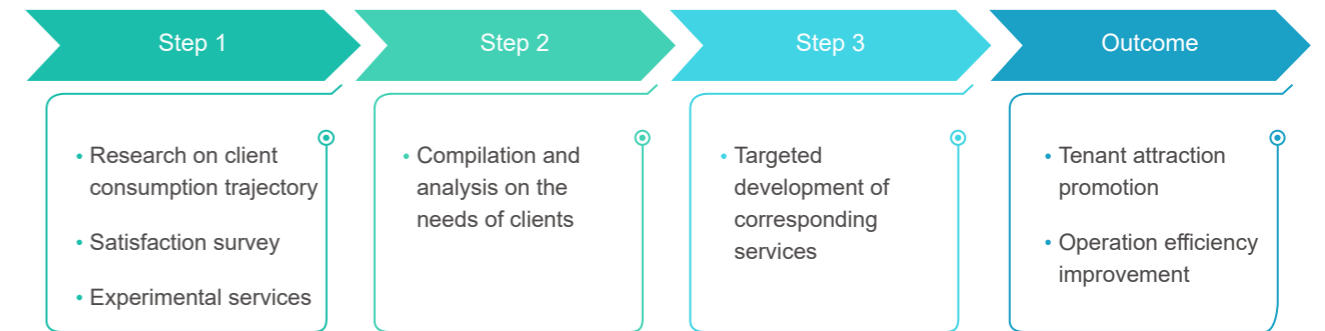 Step 1
• Research on client
consumption trajectory
• Satisfaction survey
• Experimental services
Step 2
• Compilation and
analysis on the
needs of clients
Step 3
• Targeted
development of
corresponding
services
Outcome
• Tenant attraction
promotion
• Operation efficiency
improvement